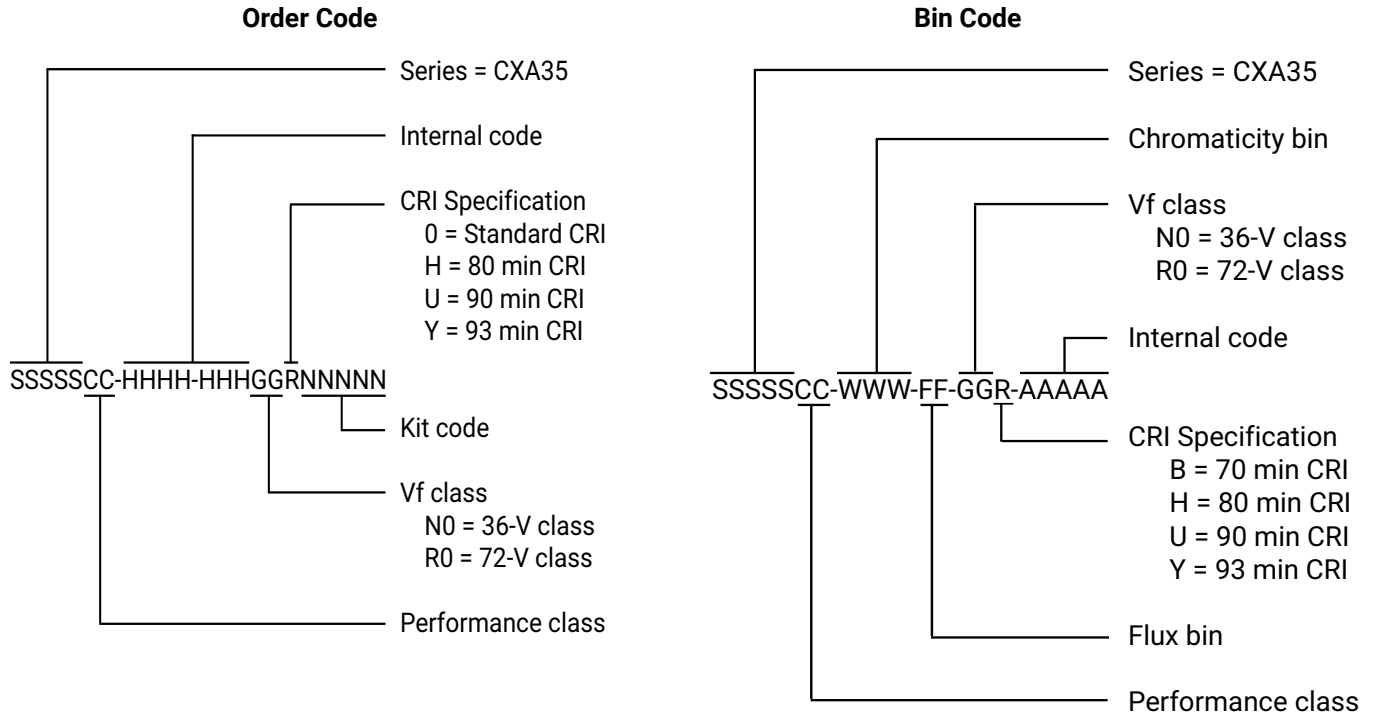 Order Code
Series = CXA35
Internal code
CRI Specification
0 = Standard CRI
H = 80 min CRI
U = 90 min CRI
Y = 93 min CRI
SSSSSCC-HHHH-HHHGGRNNNNN
Kit code
Vf class
N0 = 36-V class
R0 = 72-V class
Performance class
Bin Code
Series = CXA35
Chromaticity bin
Vf class
N0 = 36-V class
R0 = 72-V class
Internal code
SSSSSCC-WWW-FF-GGR-AAAAA
CRI Specification
B = 70 min CRI
H = 80 min CRI
U = 90 min CRI
Y = 93 min CRI
Flux bin
Performance class